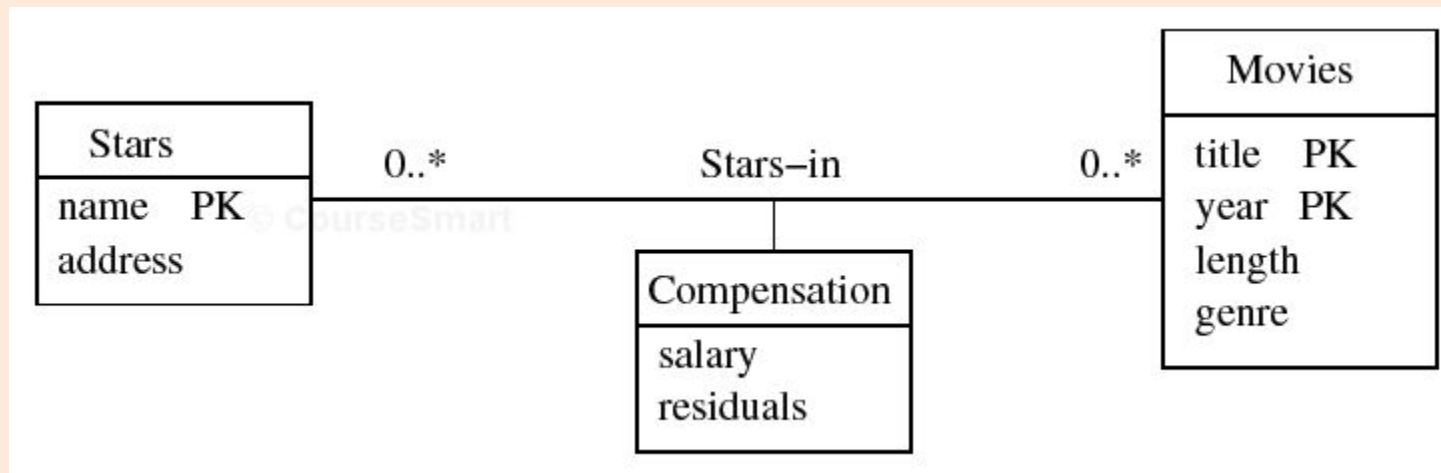 Stars
name PK
address
0..*
Stars–in
0..*
Compensation
salary
residuals
Movies
title PK
year PK
length
genre
© CourseSmart